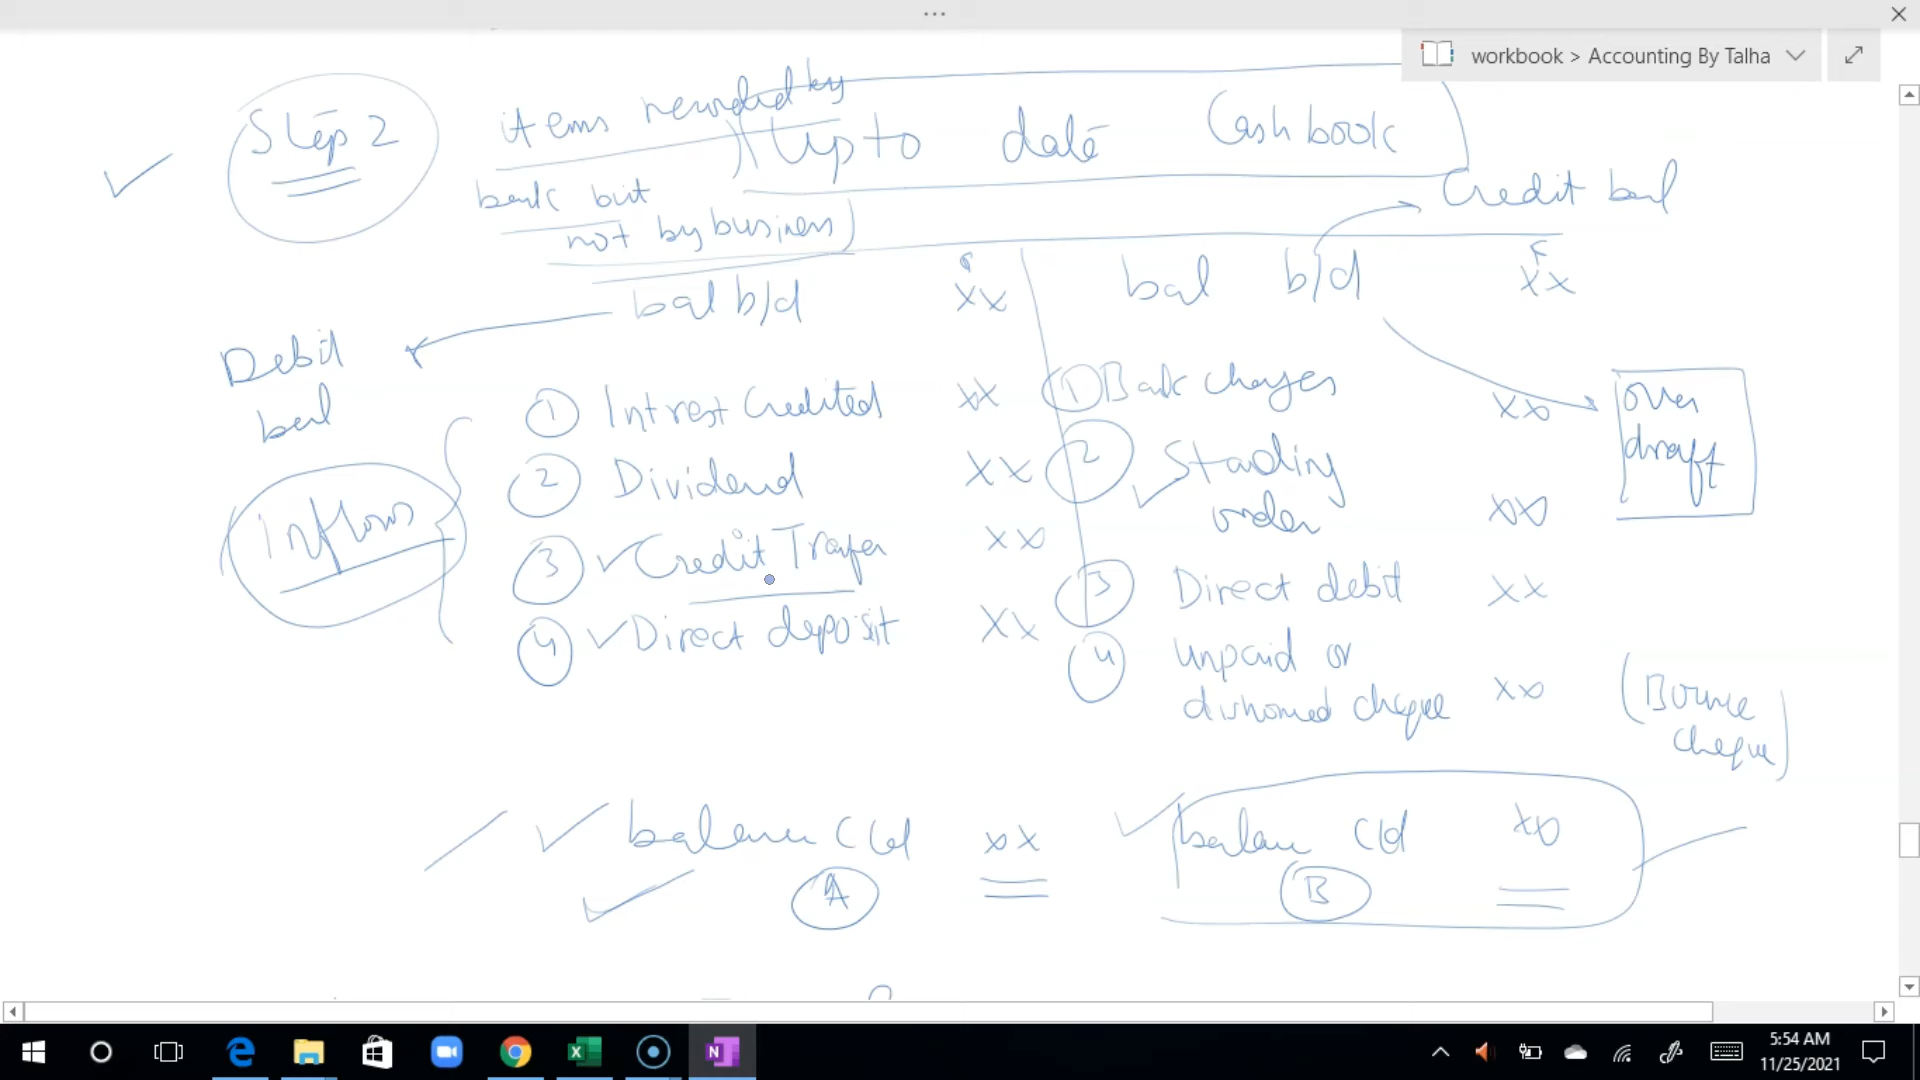 ...
workbook > Accounting By Talha
Step 2
items recorded by
bank but
not by business
Up to date Cash book
Credit bal
bal b/d xx bal b/d xx
Debit
bal
over
draft
Inflows
1 Intrest Credited xx 1 Bank charges xx
2 Dividend xx 2 Standing
order xx
3 Credit Tranfer xx 3 Direct debit xx
4 Direct deposit xx 4 unpaid or
dishonored cheque xx
(Bounce
cheque)
balance C/d xx balance C/d xx
A B
5:54 AM
11/25/2021